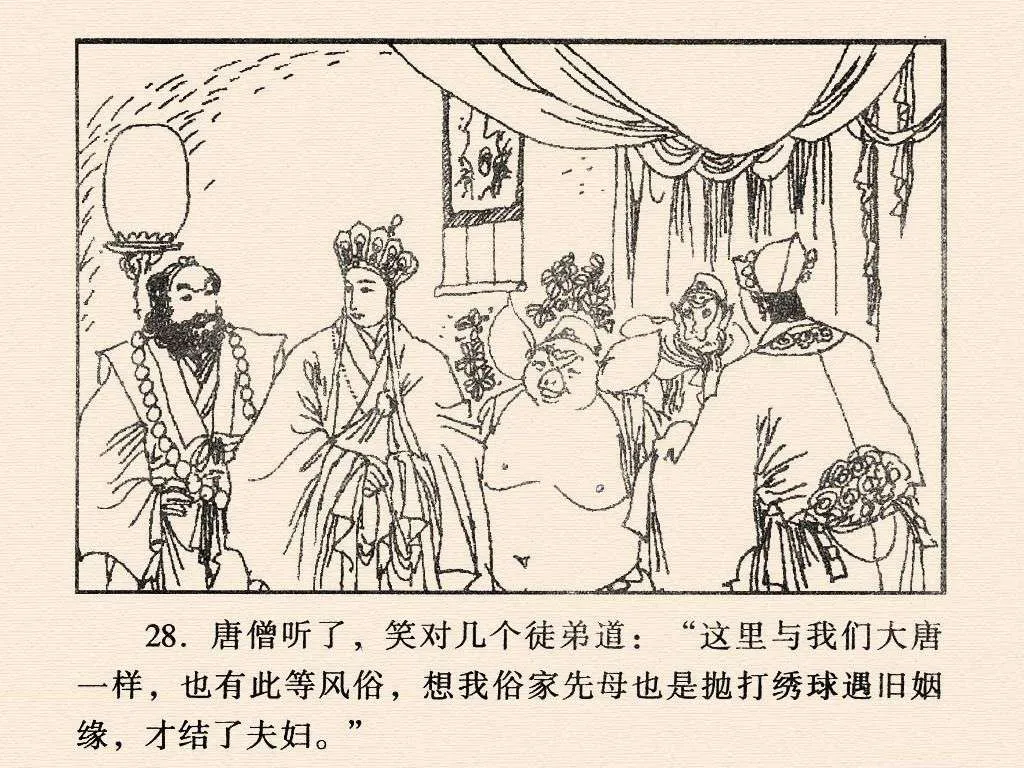 28. 唐僧听了，笑对几个徒弟道：“这里与我们大唐
一样，也有此等风俗，想我俗家先母也是抛打绣球遇旧姻
缘，才结了夫妇。”